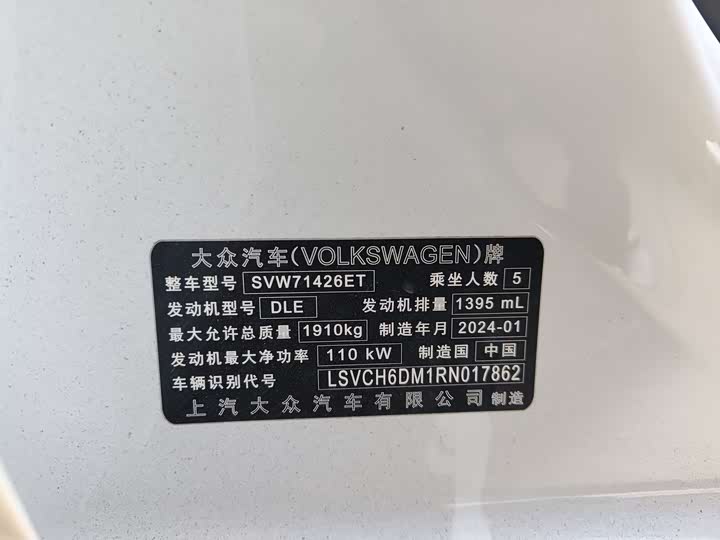 大众汽车(VOLKSWAGEN)牌
整车型号 SVW71426ET 乘坐人数 5
发动机型号 DLE 发动机排量 1395 mL
最大允许总质量 1910kg 制造年月 2024-01
发动机最大净功率 110 kW 制造国 中国
车辆识别代号 LSVCH6DM1RN017862
上汽大众汽车有限公司 制造